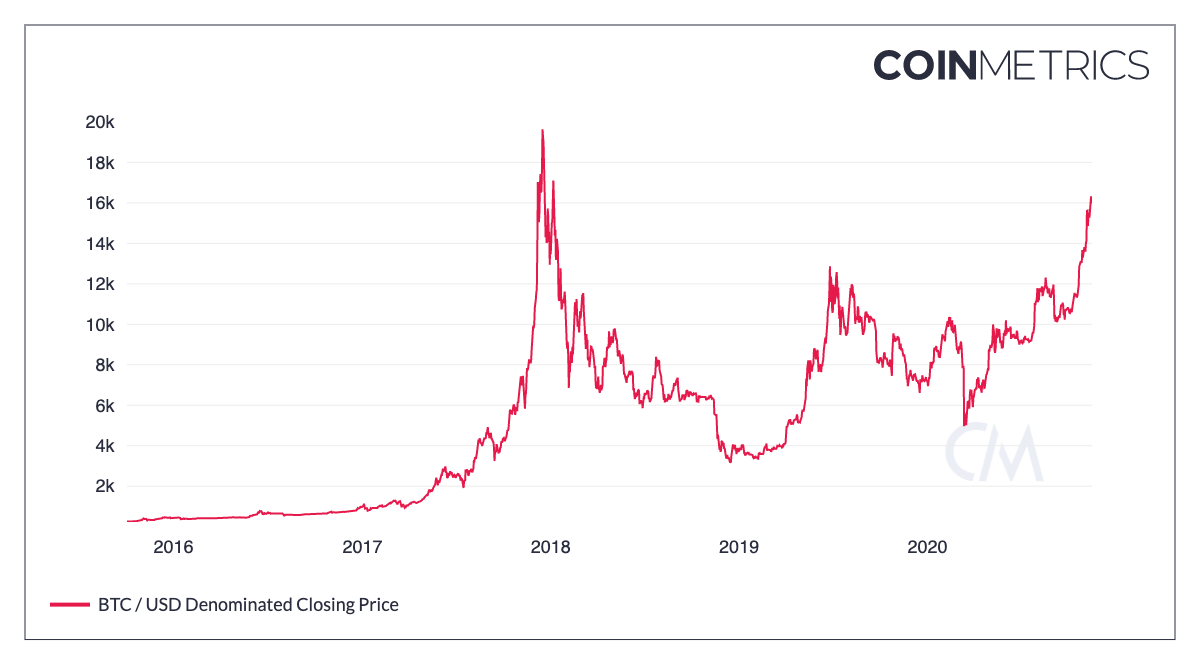 COINMETRICS
20k
18k
16k
14k
12k
10k
8k
6k
4k
2k
CM
2016 2017 2018 2019 2020
BTC / USD Denominated Closing Price